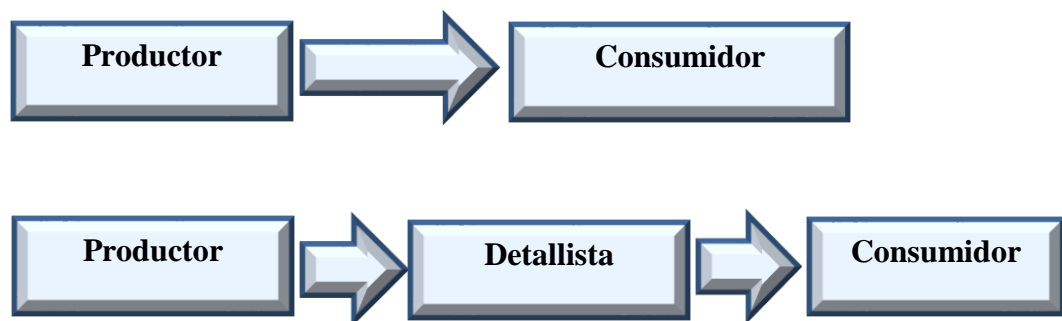 Productor
Consumidor
Productor
Detallista
Consumidor